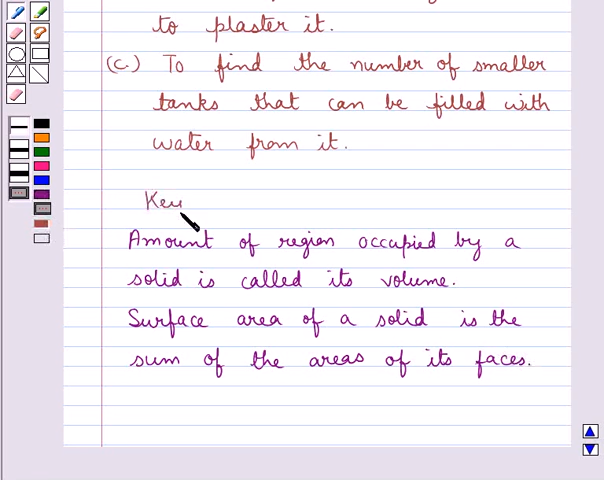 to plaster it.
(c.) To find the number of smaller
tanks that can be filled with
water from it.
Key
Amount of region occupied by a
solid is called its volume.
Surface area of a solid is the
sum of the areas of its faces.